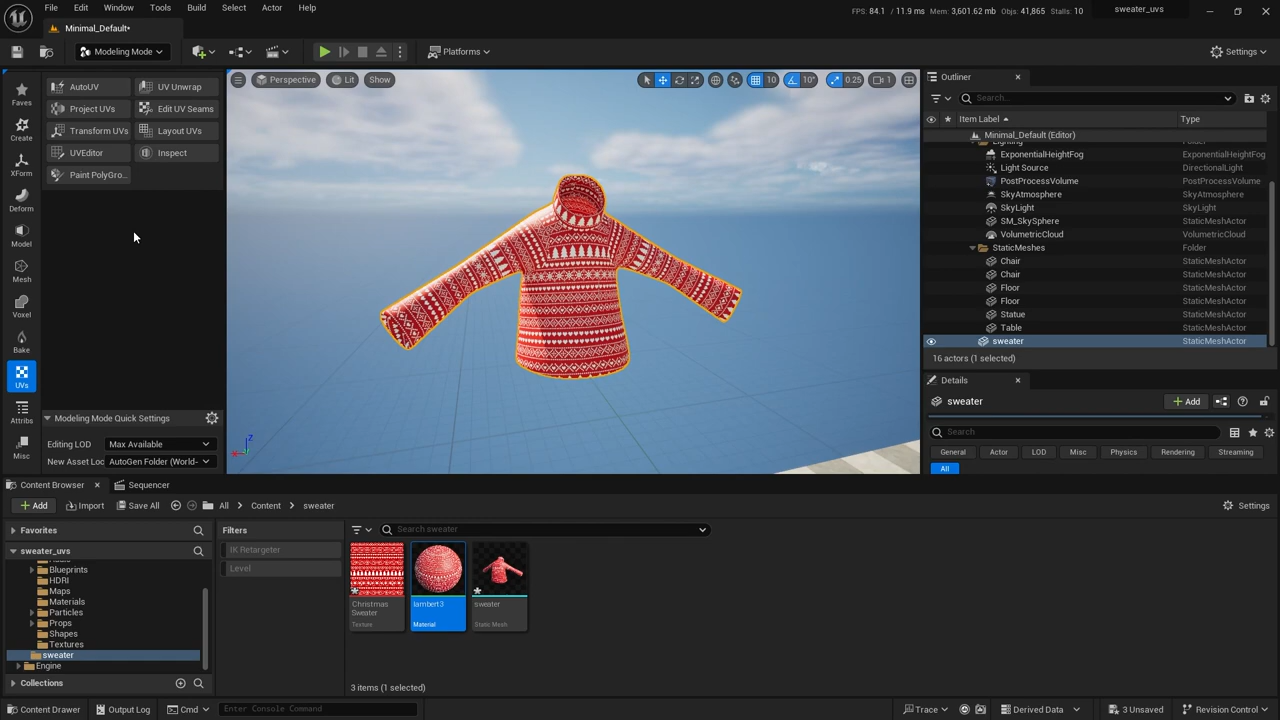 File Edit Window Tools Build Select Actor Help
FPS: 84.1 / 11.9 ms Mem: 3,601.62 mb Objs: 41,865 Stalls: 10
sweater_uvs
Minimal_Default*
Modeling Mode
Platforms
Settings
Faves
Create
XForm
Deform
Model
Mesh
Voxel
Bake
UVs
Attribs
Misc
AutoUV UV Unwrap
Project UVs Edit UV Seams
Transform UVs Layout UVs
UVEditor Inspect
Paint PolyGro...
Modeling Mode Quick Settings
Editing LOD Max Available
New Asset Loc AutoGen Folder (World-
Perspective Lit Show
10 10° 0.25 1
Z
Outliner
Search...
Item Label Type
Minimal_Default (Editor)
Lighting Folder
ExponentialHeightFog ExponentialHeightFog
Light Source DirectionalLight
PostProcessVolume PostProcessVolume
SkyAtmosphere SkyAtmosphere
SkyLight SkyLight
SM_SkySphere StaticMeshActor
VolumetricCloud VolumetricCloud
StaticMeshes Folder
Chair StaticMeshActor
Chair StaticMeshActor
Floor StaticMeshActor
Floor StaticMeshActor
Statue StaticMeshActor
Table StaticMeshActor
sweater StaticMeshActor
16 actors (1 selected)
Details
sweater
Add
Search
General Actor LOD Misc Physics Rendering Streaming
All
Content Browser Sequencer
Add Import Save All All Content sweater Settings
Favorites
sweater_uvs
Blueprints
HDRI
Maps
Materials
Particles
Props
Shapes
Textures
sweater
Engine
Collections
Filters
IK Retargeter
Level
Search sweater
Christmas
Sweater
Texture
lambert3
Material
sweater
Static Mesh
3 items (1 selected)
Content Drawer Output Log Cmd Enter Console Command Trace Derived Data 3 Unsaved Revision Control